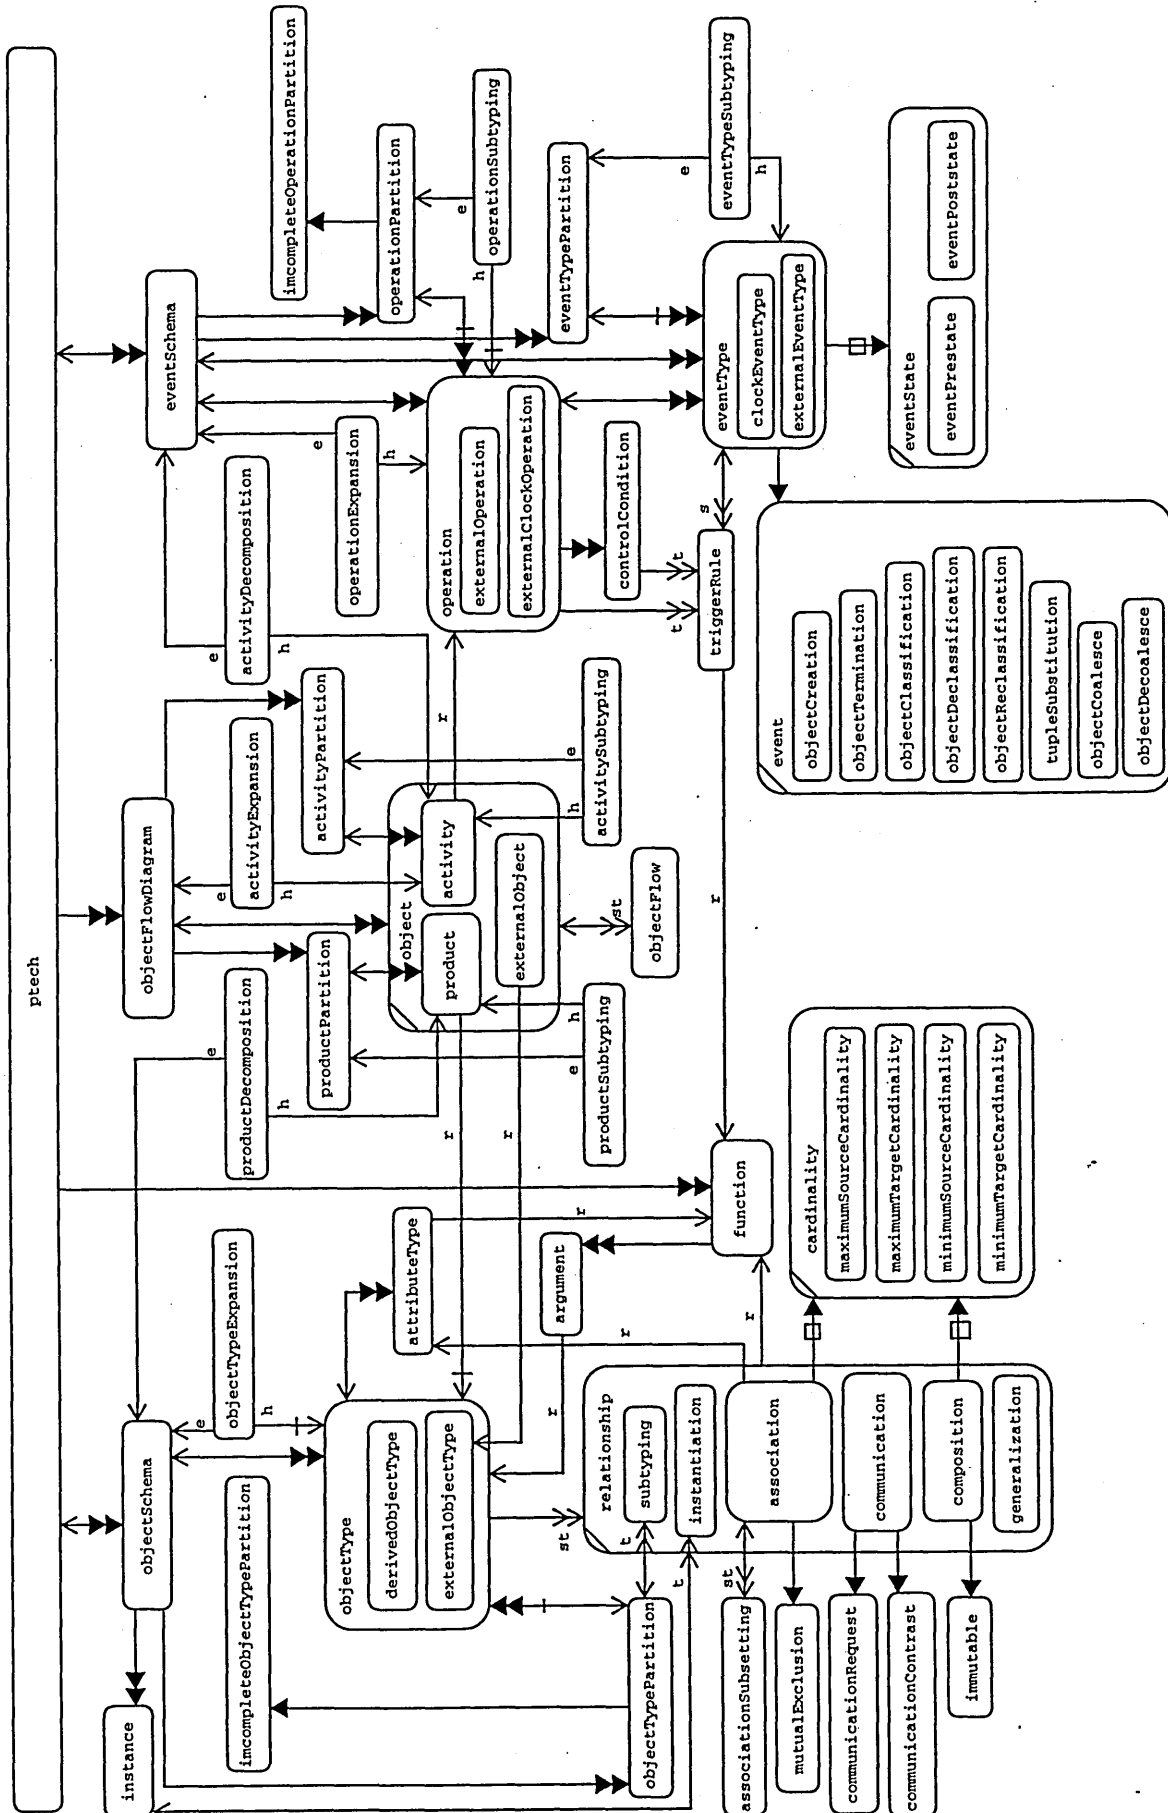 ptech
instance
objectSchema
objectFlowDiagram
eventSchema
imcompleteObjectTypePartition
objectTypeExpansion
e
h
productDecomposition
e
h
activityExpansion
e
h
activityDecomposition
e
h
imcompleteOperationPartition
productPartition
activityPartition
operationExpansion
e
h
operationPartition
objectType
derivedObjectType
externalObjectType
attributeType
object
product
activity
externalObject
operation
externalOperation
externalClockOperation
operationSubtyping
e
h
r
r
r
r
r
argument
productSubtyping
e
h
activitySubtyping
h
e
eventTypePartition
controlCondition
t
t
objectTypePartition
st
relationship
subtyping
t
instantiation
t
association
communication
composition
generalization
r
r
objectFlow
st
function
r
triggerRule
s
eventType
clockEventType
externalEventType
eventTypeSubtyping
e
h
associationSubsetting
st
mutualExclusion
communicationRequest
communicationContrast
immutable
cardinality
maximumSourceCardinality
maximumTargetCardinality
minimumSourceCardinality
minimumTargetCardinality
event
objectCreation
objectTermination
objectClassification
objectDeclassification
objectReclassification
tupleSubstitution
objectCoalesce
objectDecoalesce
eventState
eventPrestate
eventPoststate